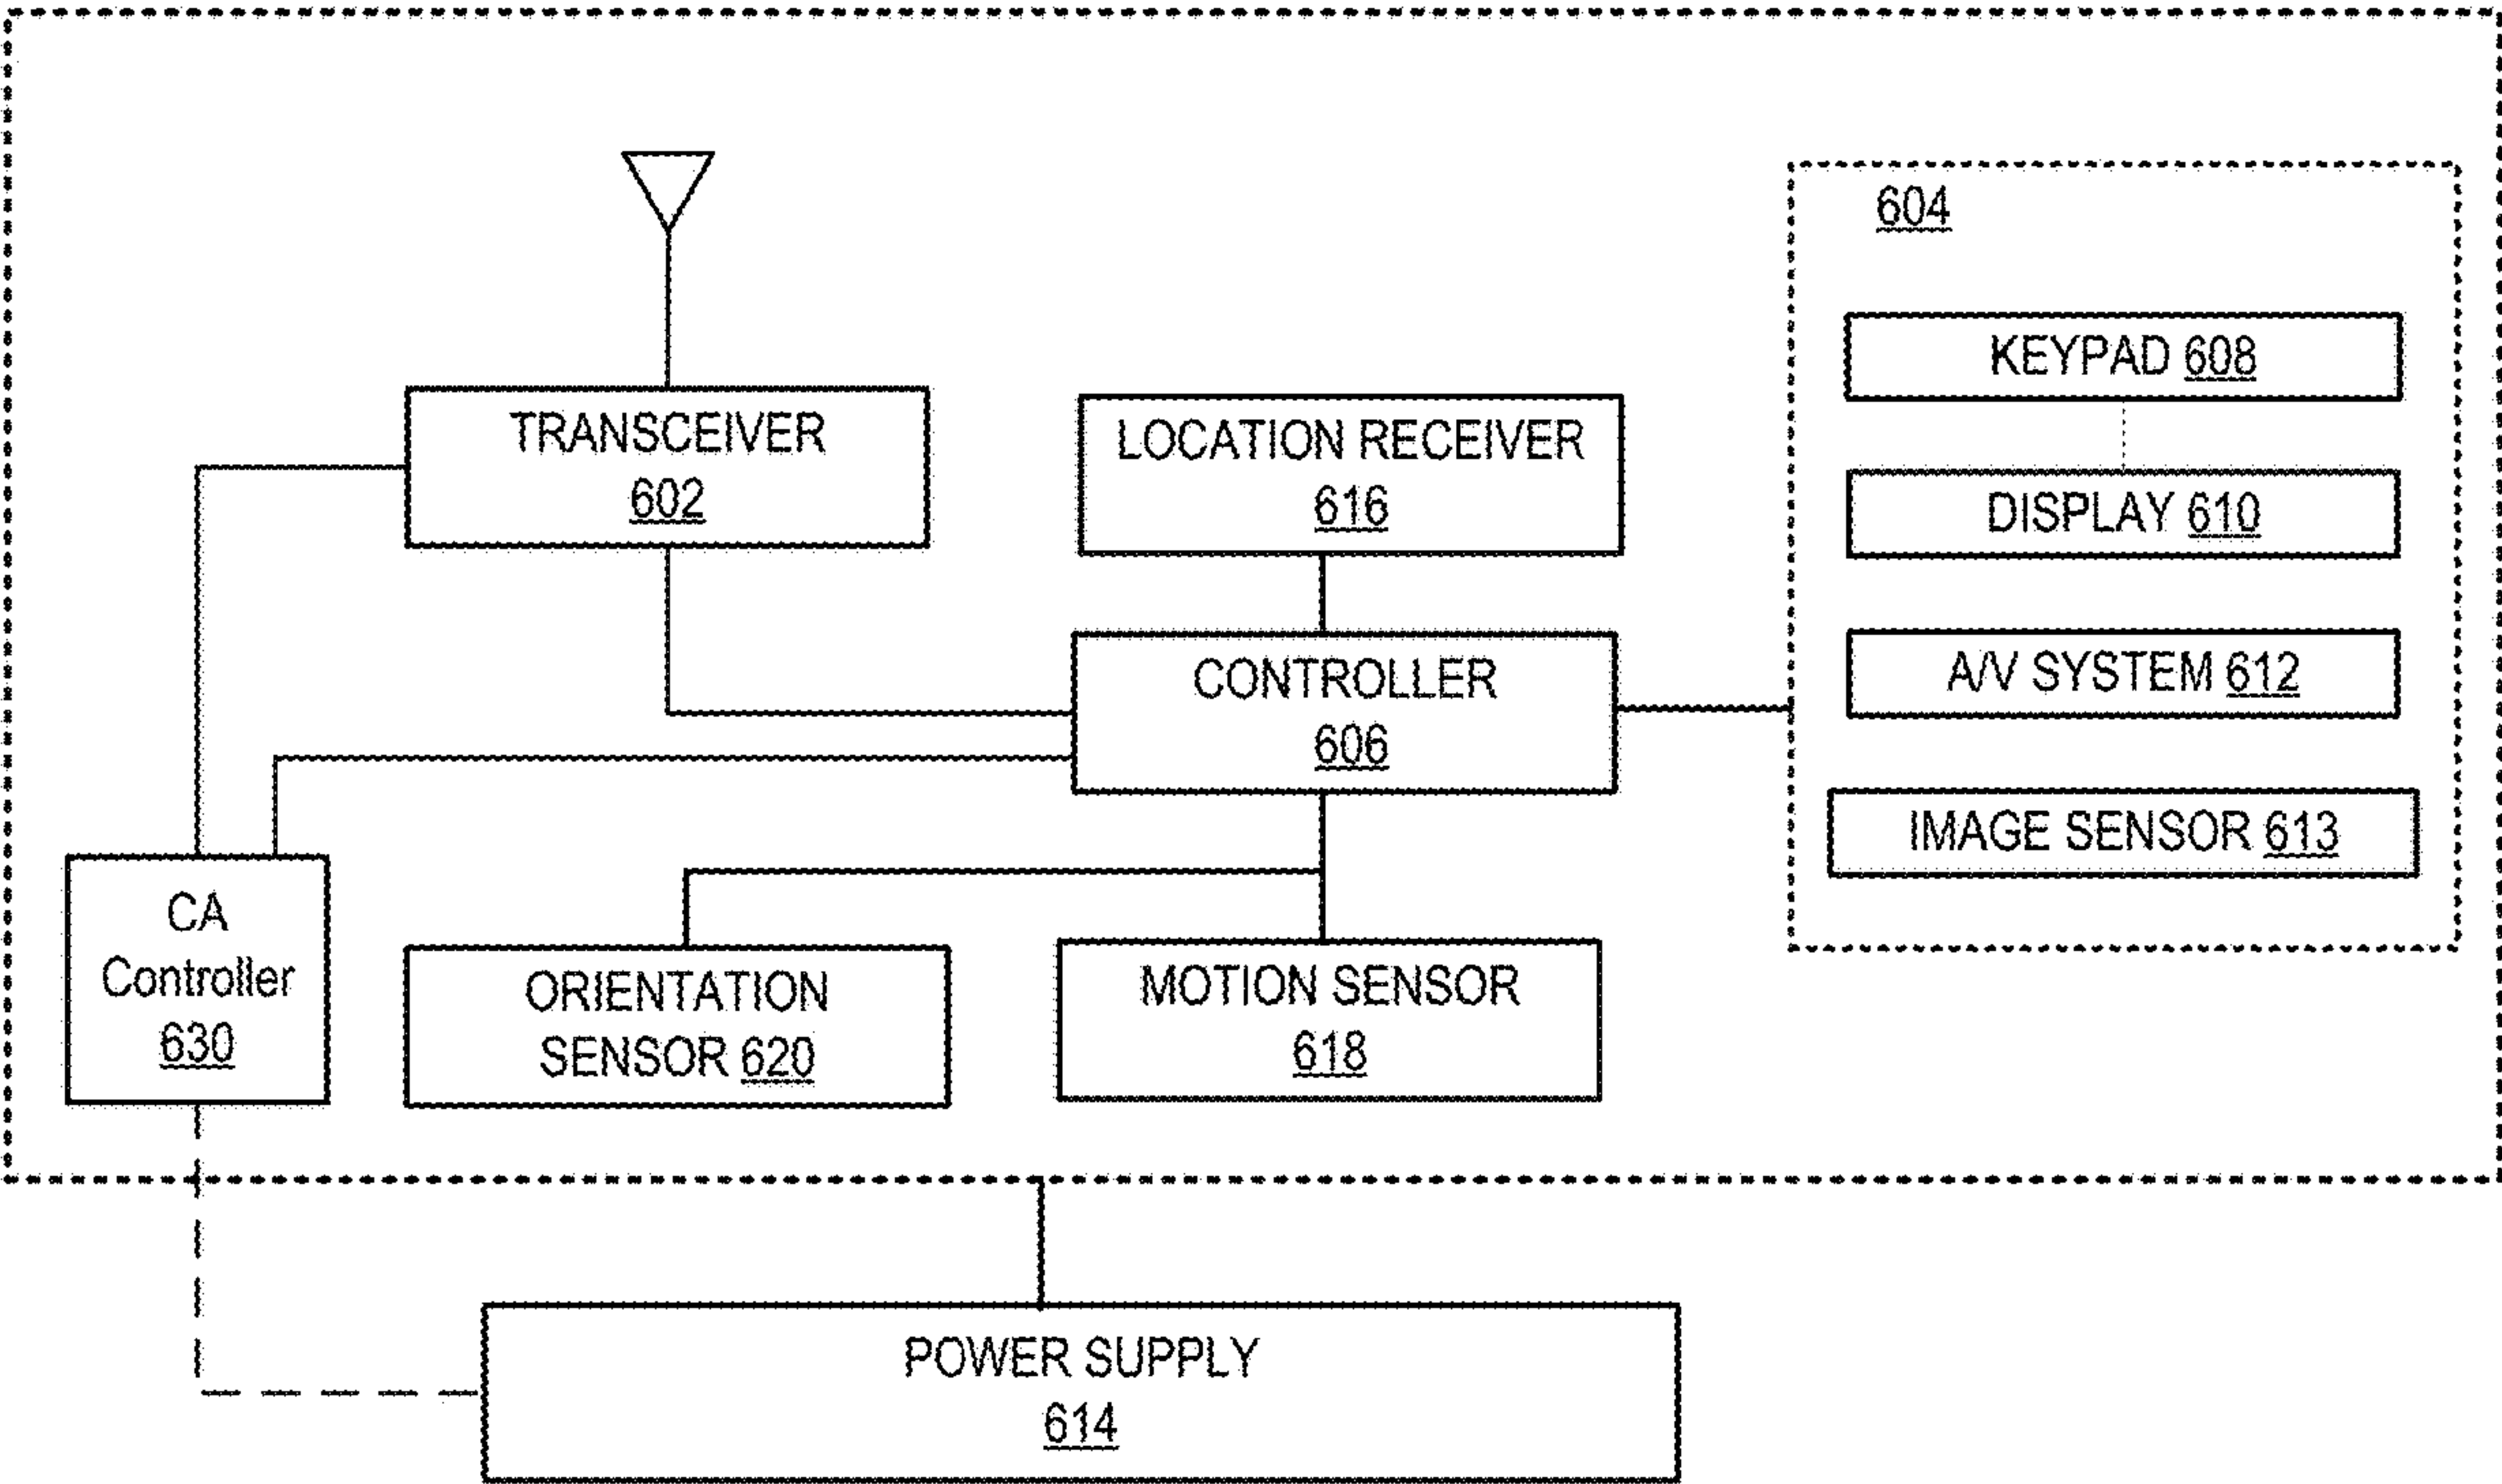 604
KEYPAD 608
TRANSCEIVER
602
LOCATION RECEIVER
616
DISPLAY 610
CONTROLLER
606
A/V SYSTEM 612
IMAGE SENSOR 613
CA
Controller
630
ORIENTATION
SENSOR 620
MOTION SENSOR
618
POWER SUPPLY
614